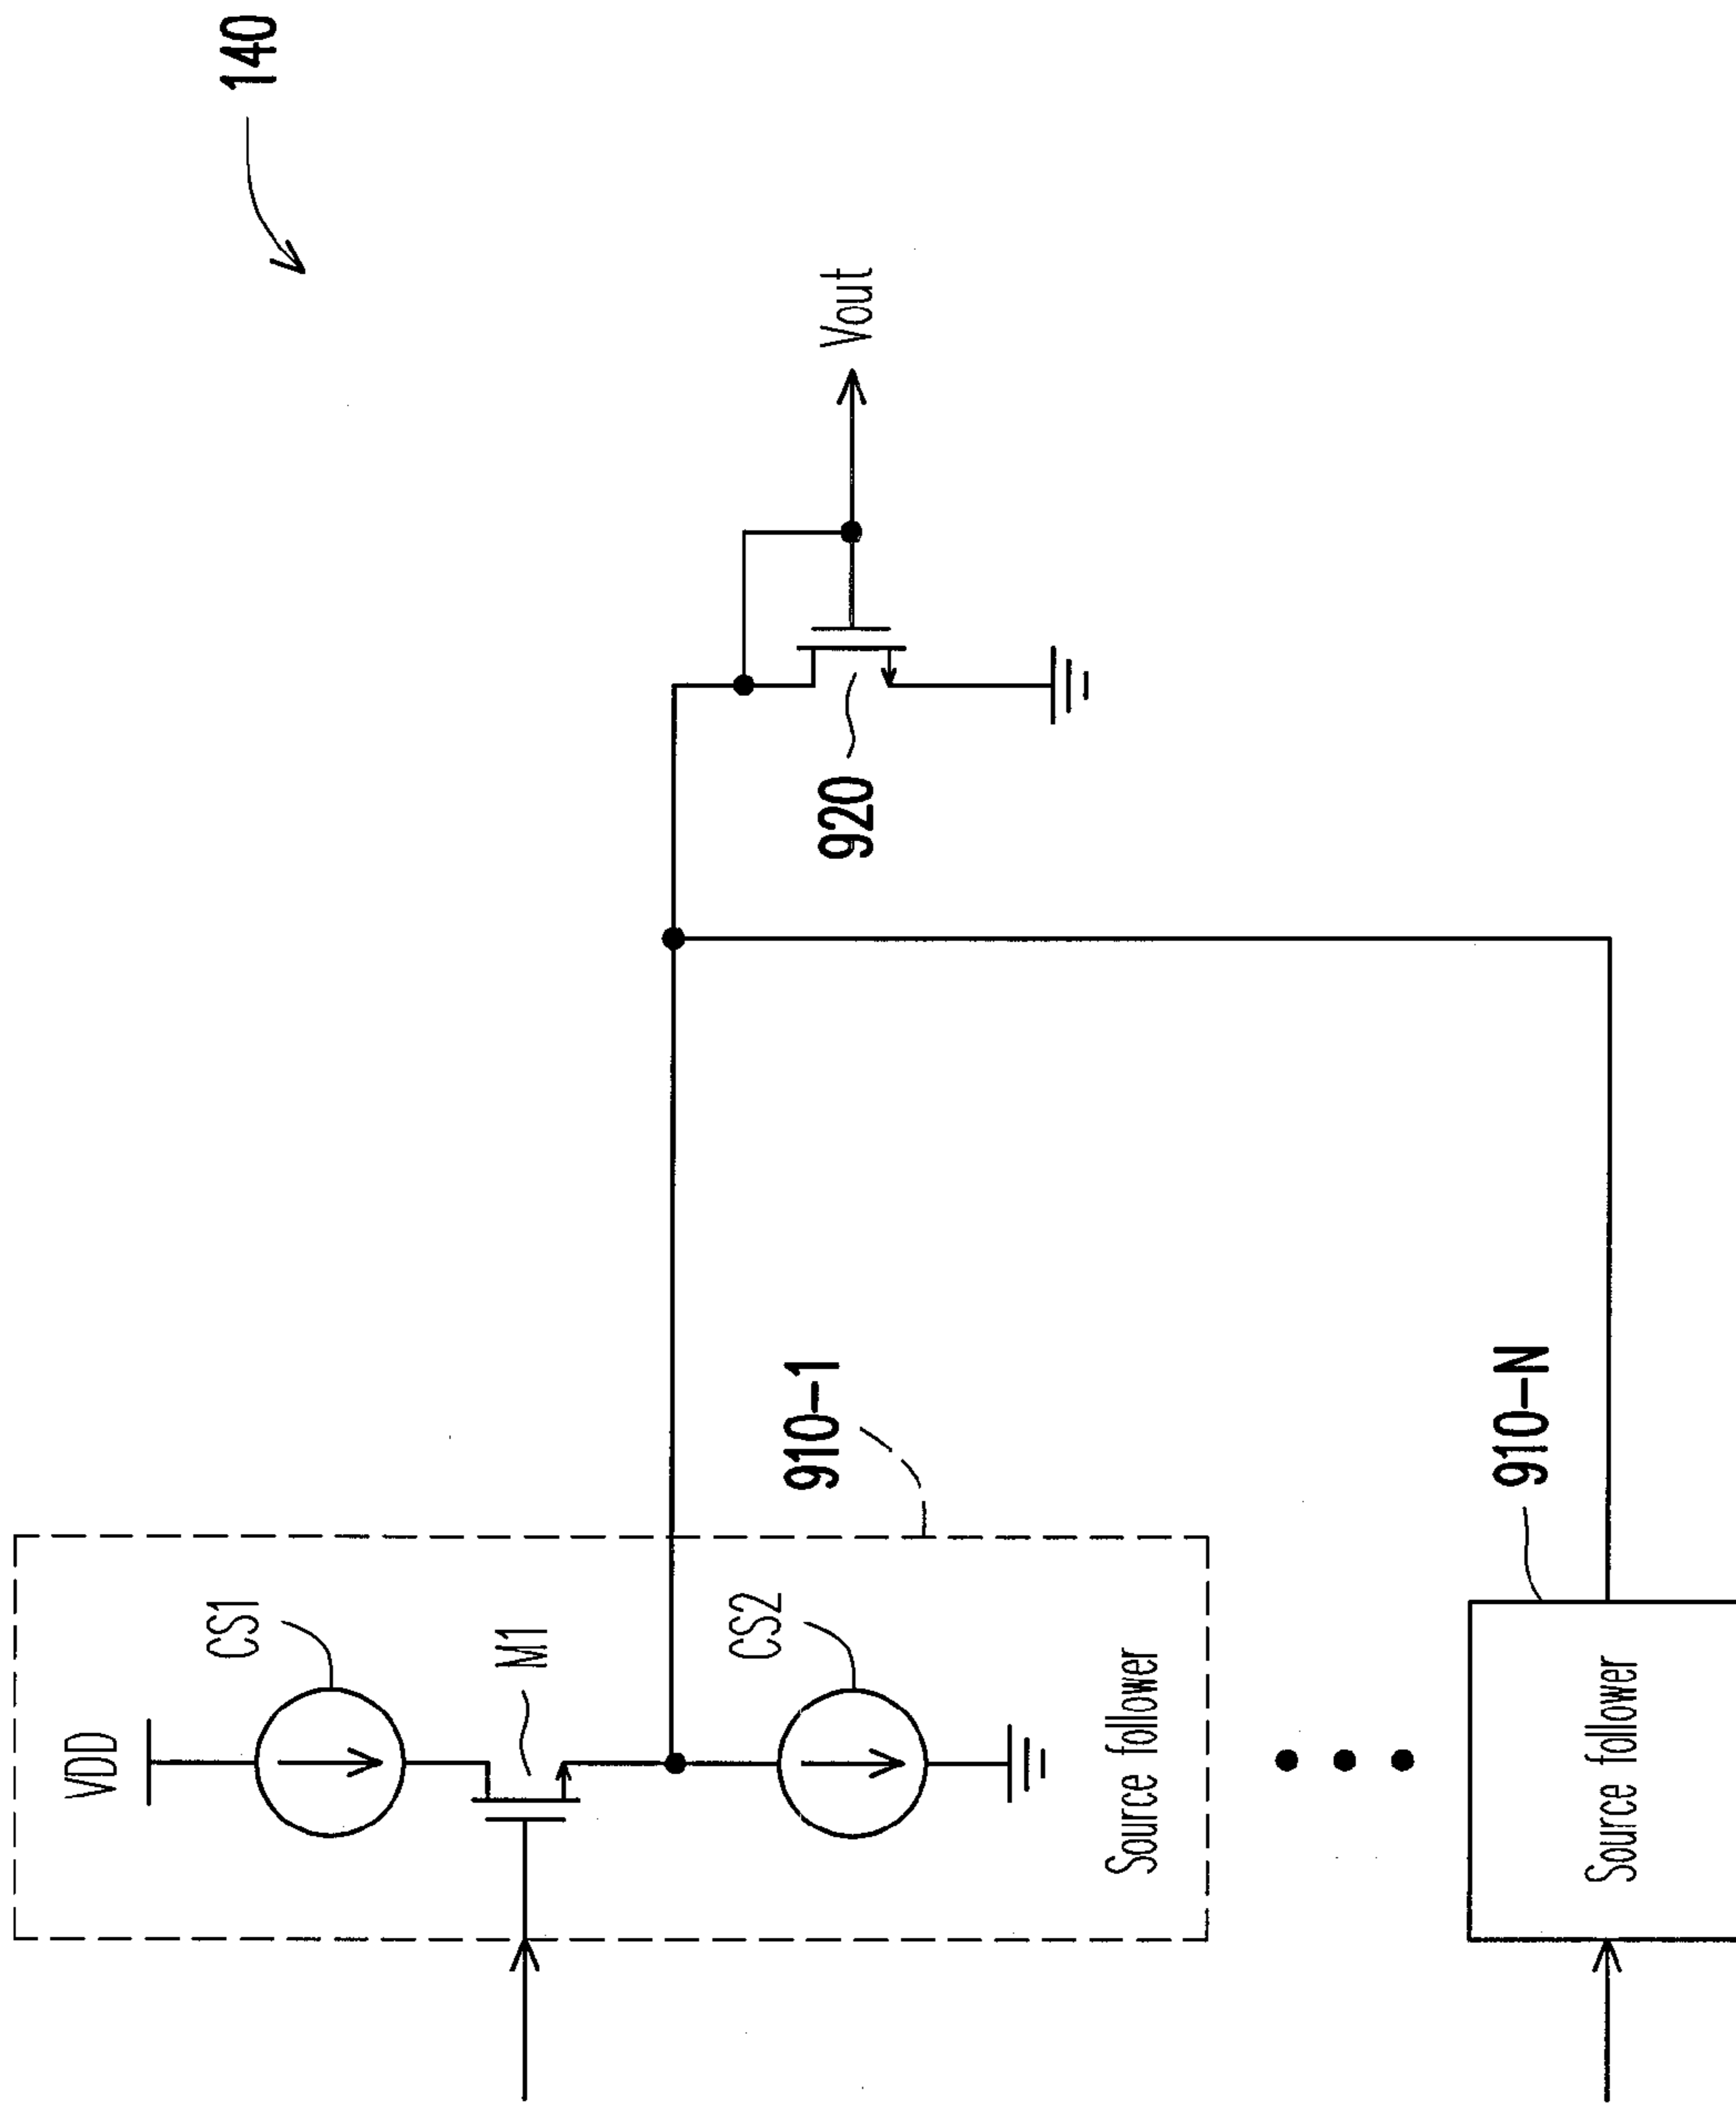 140
VDD
CS1
M1
CS2
Source follower
910-1
920
Vout
Source follower
910-N